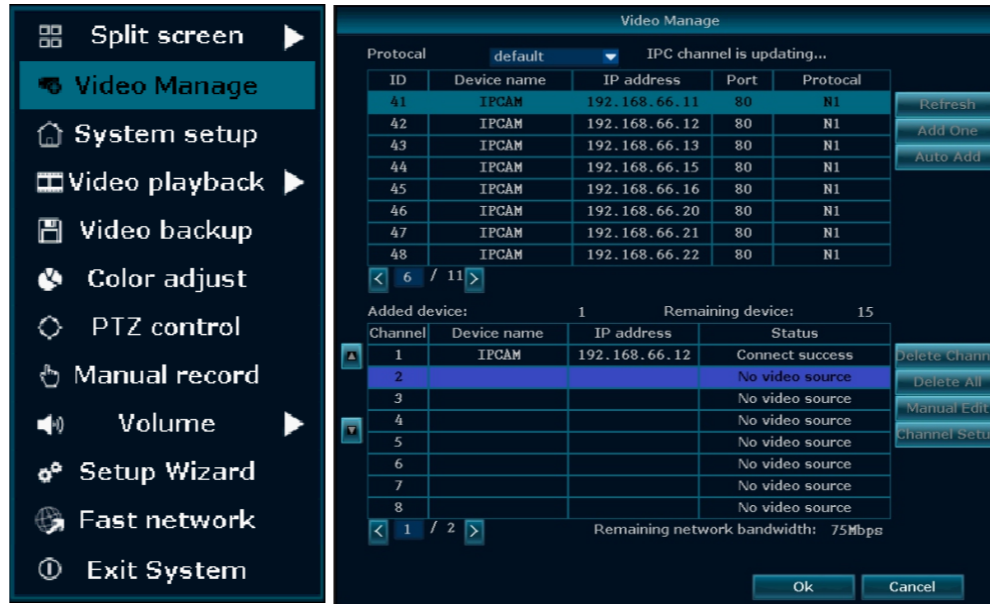 Split screen
Video Manage
System setup
Video playback
Video backup
Color adjust
PTZ control
Manual record
Volume
Setup Wizard
Fast network
Exit System
Video Manage
Protocal default IPC channel is updating...
ID Device name IP address Port Protocal
41 IPCAM 192.168.66.11 80 N1
Refresh
42 IPCAM 192.168.66.12 80 N1
Add One
43 IPCAM 192.168.66.13 80 N1
Auto Add
44 IPCAM 192.168.66.15 80 N1
45 IPCAM 192.168.66.16 80 N1
46 IPCAM 192.168.66.20 80 N1
47 IPCAM 192.168.66.21 80 N1
48 IPCAM 192.168.66.22 80 N1
< 6 / 11 >
Added device: 1 Remaining device: 15
Channel Device name IP address Status
1 IPCAM 192.168.66.12 Connect success
Delete Chann
2 No video source
Delete All
3 No video source
Manual Edit
4 No video source
Channel Setu
5 No video source
6 No video source
7 No video source
8 No video source
< 1 / 2 > Remaining network bandwidth: 75Mbps
Ok Cancel